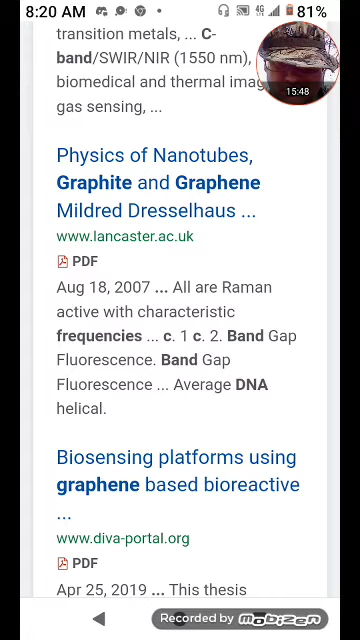 8:20 AM
4G
81%
transition metals, ... C-
band/SWIR/NIR (1550 nm),
biomedical and thermal imag
gas sensing, ...
15:48
Physics of Nanotubes,
Graphite and Graphene
Mildred Dresselhaus ...
www.lancaster.ac.uk
PDF
Aug 18, 2007 ... All are Raman
active with characteristic
frequencies ... c. 1 c. 2. Band Gap
Fluorescence. Band Gap
Fluorescence ... Average DNA
helical.
Biosensing platforms using
graphene based bioreactive
...
www.diva-portal.org
PDF
Apr 25, 2019 ... This thesis
Recorded by mobizen